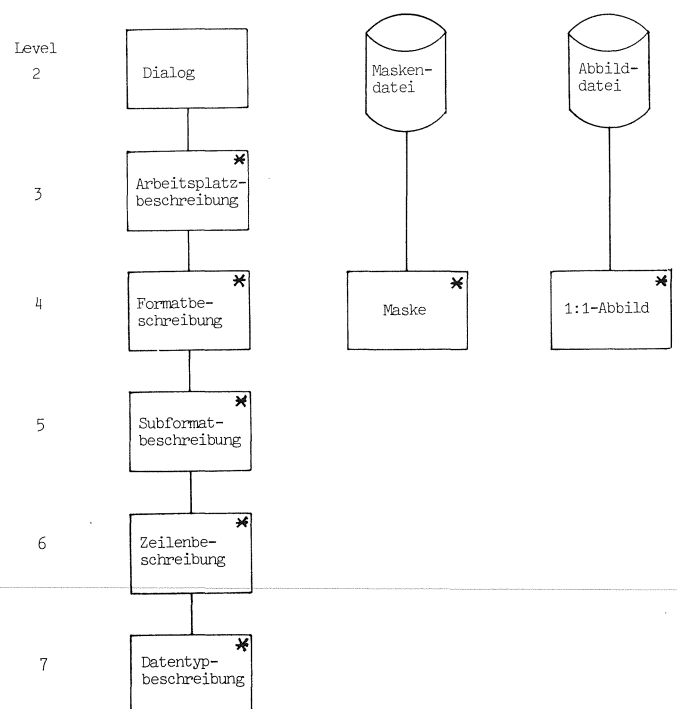 Level
2
Dialog
Masken-
datei
Abbild-
datei
3
Arbeitsplatz-
beschreibung
4
Formatbe-
schreibung
Maske
1:1-Abbild
5
Subformat-
beschreibung
6
Zeilenbe-
schreibung
7
Datentyp-
beschreibung